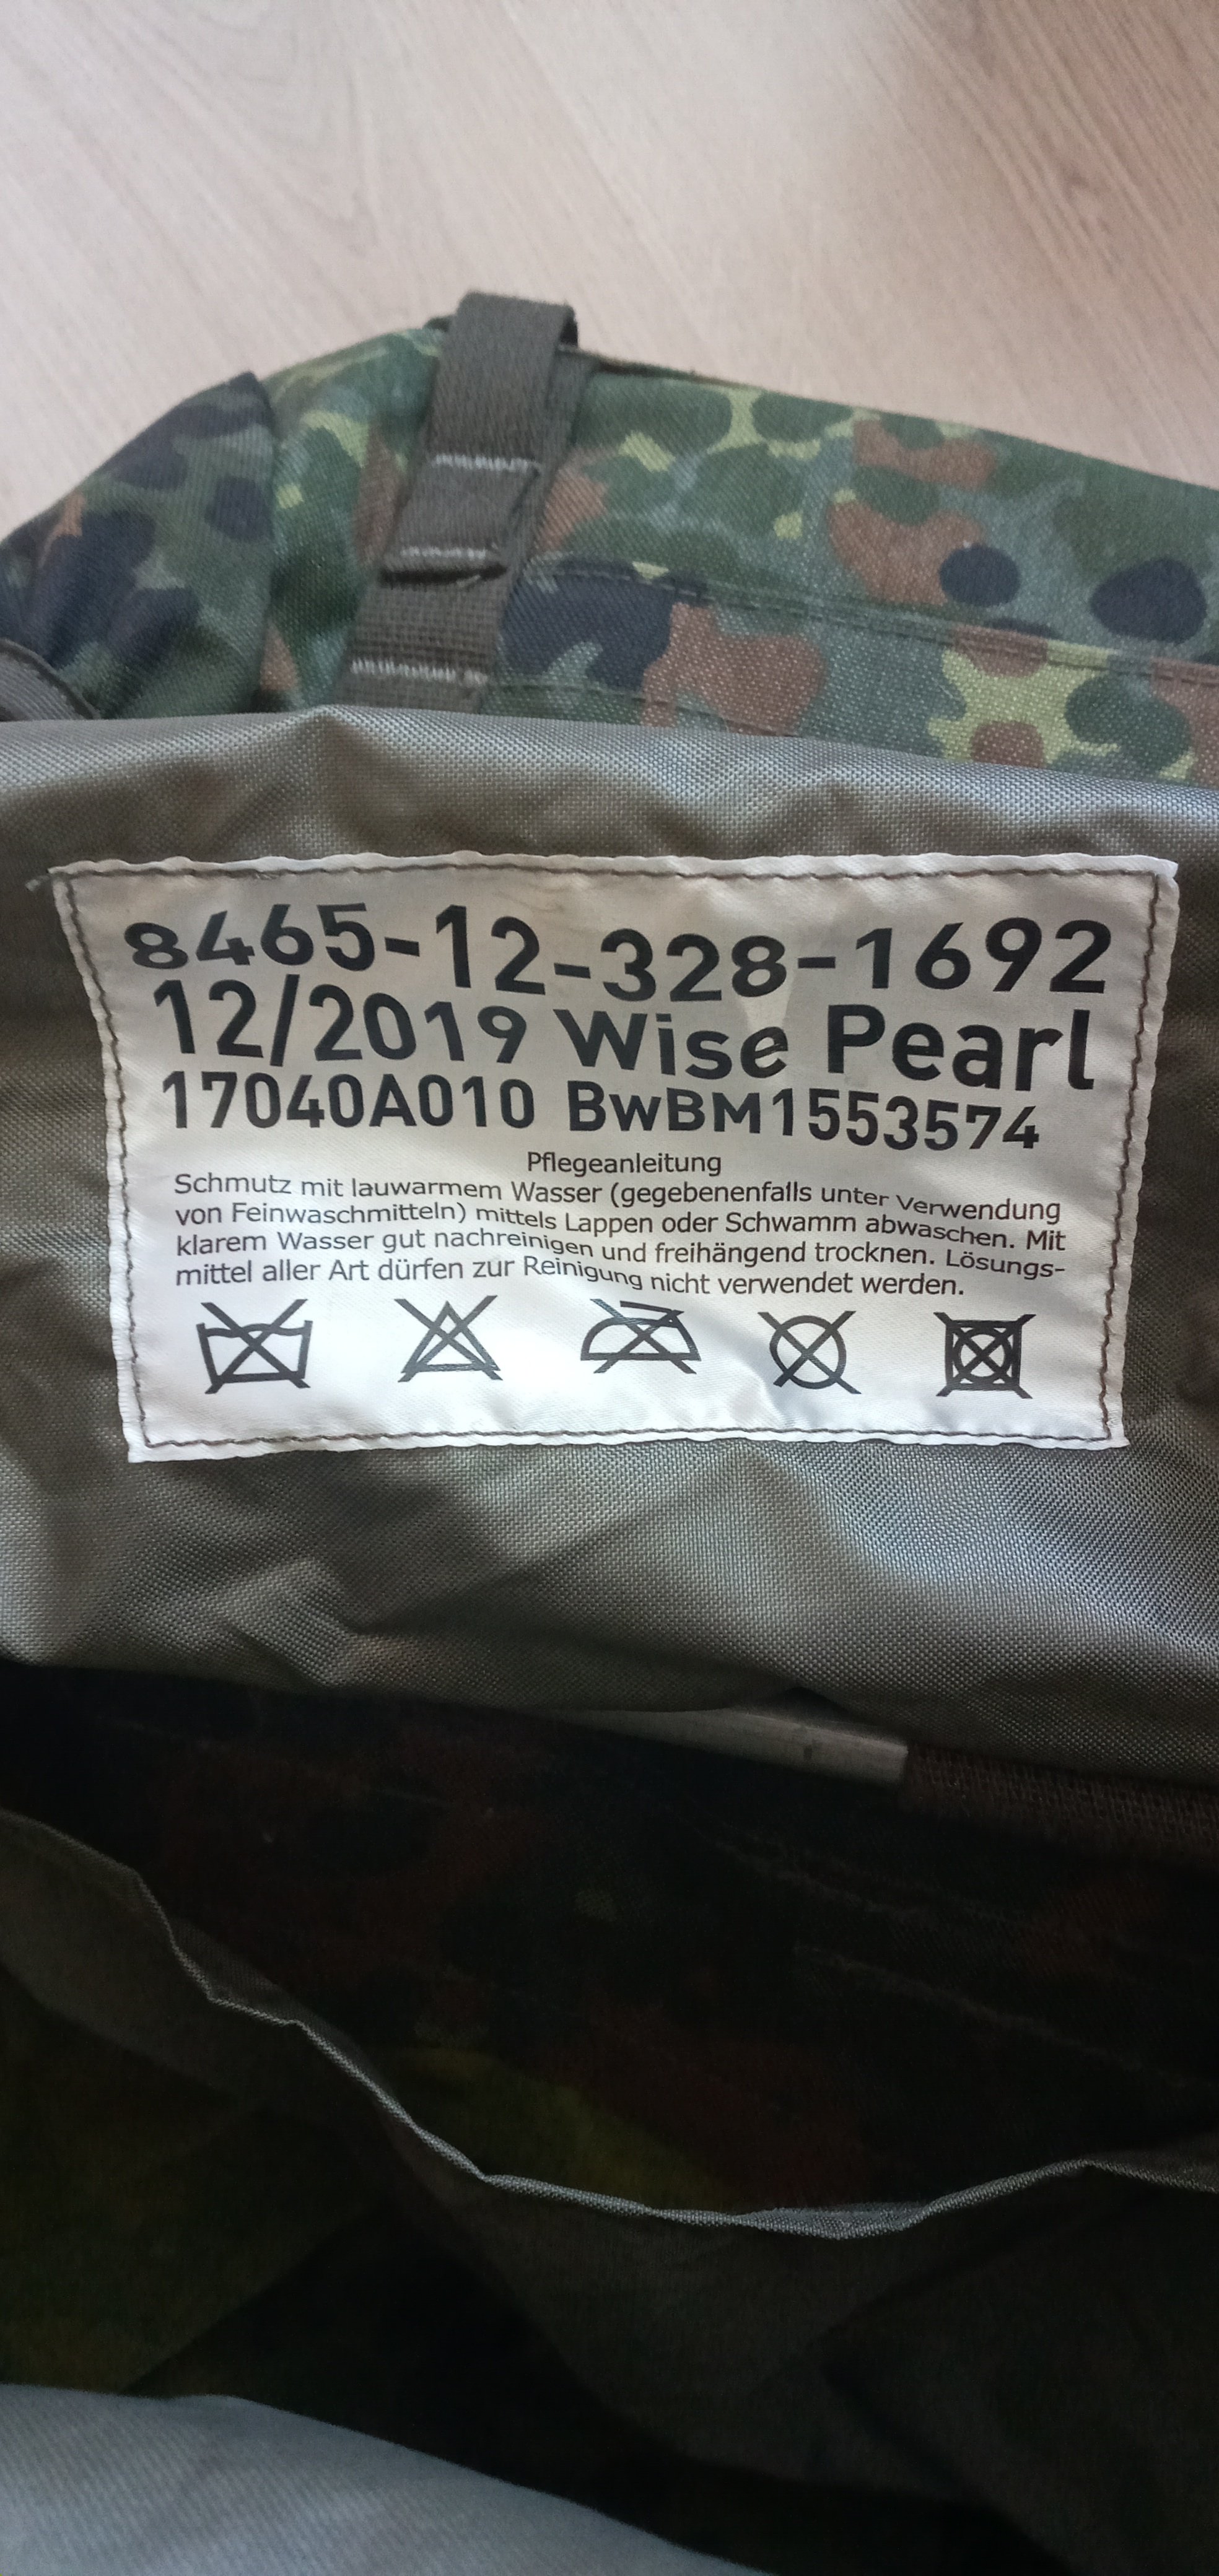 8465-12-328-1692
12/2019 Wise Pearl
17040A010 BwBM1553574
Pflegeanleitung
Schmutz mit lauwarmem Wasser (gegebenenfalls unter Verwendung
von Feinwaschmitteln) mittels Lappen oder Schwamm abwaschen. Mit
klarem Wasser gut nachreinigen und freihängend trocknen. Lösungs-
mittel aller Art dürfen zur Reinigung nicht verwendet werden.